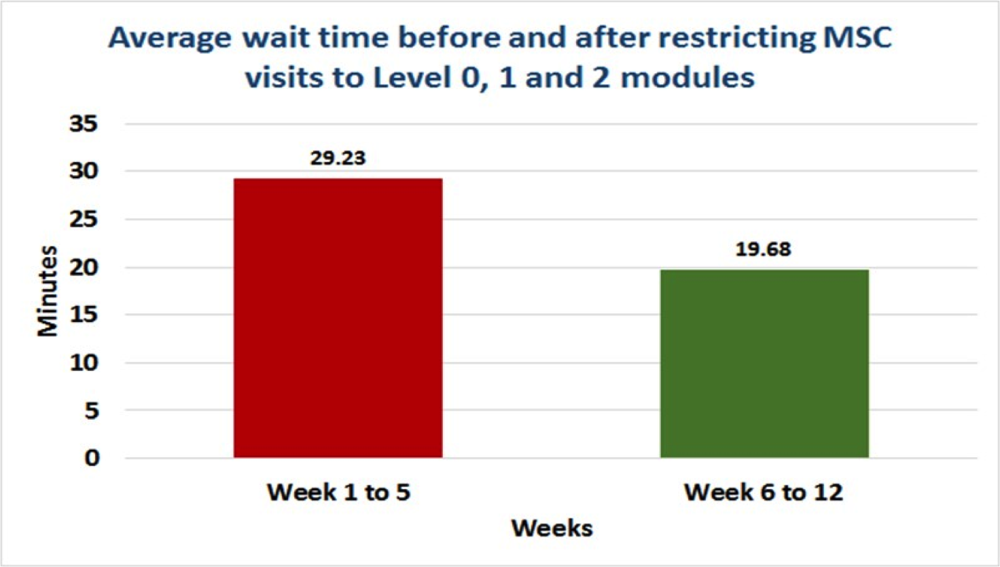 Average wait time before and after restricting MSC
visits to Level 0, 1 and 2 modules
35
30
25
20
15
10
5
0
Minutes
29.23
19.68
Week 1 to 5
Week 6 to 12
Weeks